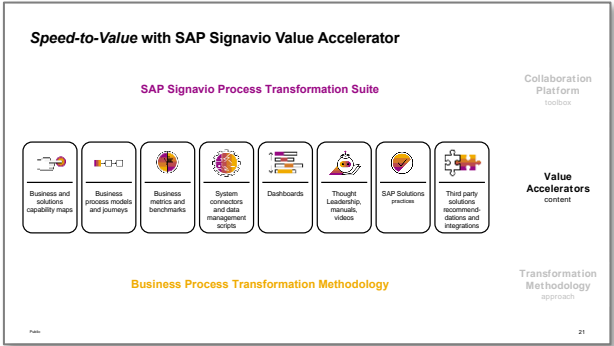 Speed-to-Value with SAP Signavio Value Accelerator
SAP Signavio Process Transformation Suite
Collaboration
Platform
toolbox
Business and
solutions
capability maps
Business
process models
and journeys
Business
metrics and
benchmarks
System
connectors
and data
management
scripts
Dashboards
Thought
Leadership,
manuals,
videos
SAP Solutions
practices
Third party
solutions
recommend-
dations and
integrations
Value
Accelerators
content
Business Process Transformation Methodology
Transformation
Methodology
approach
Public
21